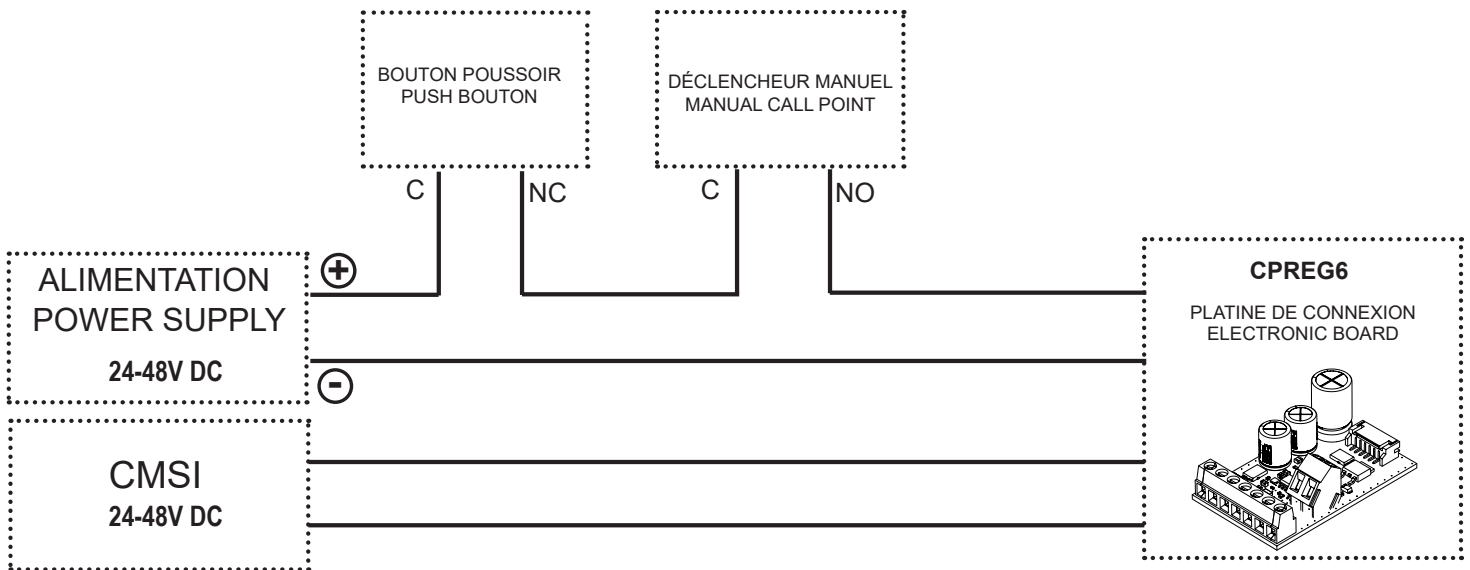 BOUTON POUSSOIR
PUSH BOUTON
DÉCLENCHEUR MANUEL
MANUAL CALL POINT
C
NC
C
NO
ALIMENTATION
POWER SUPPLY
24-48V DC
+
-
CPREG6
PLATINE DE CONNEXION
ELECTRONIC BOARD
CMSI
24-48V DC